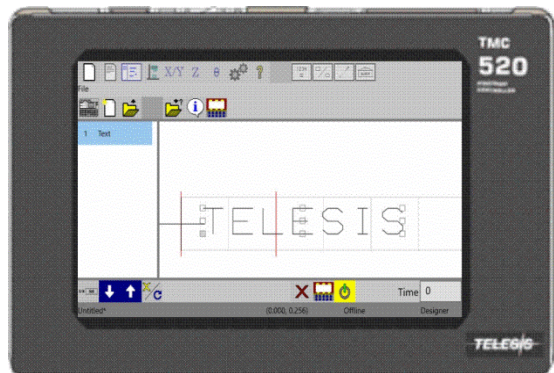 TMC
520
X/Y Z θ ?
File
1 Text
TELESIS
Time 0
Untitled* (0.000, 0.256) Offline Designer
TELESIS